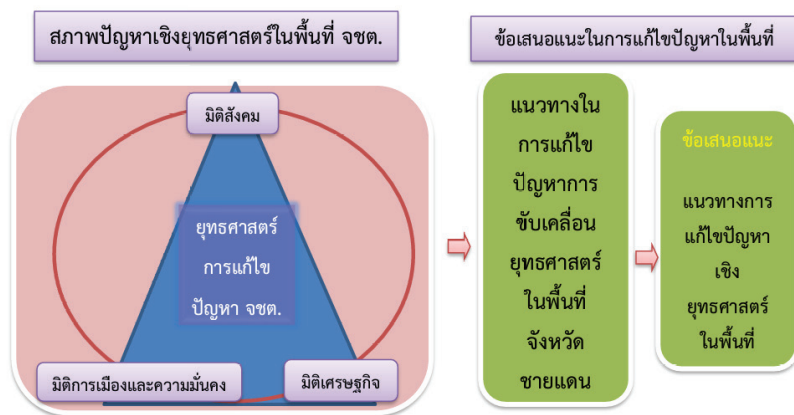 สภาพปัญหาเชิงยุทธศาสตร์ในพื้นที่ จชต.
ข้อเสนอแนะในการแก้ไขปัญหาในพื้นที่
มิติสังคม
ยุทธศาสตร์
การแก้ไข
ปัญหา จชต.
มิติการเมืองและความมั่นคง
มิติเศรษฐกิจ
แนวทางใน
การแก้ไข
ปัญหาการ
ขับเคลื่อน
ยุทธศาสตร์
ในพื้นที่
จังหวัด
ชายแดน
ข้อเสนอแนะ
แนวทางการ
แก้ไขปัญหา
เชิง
ยุทธศาสตร์
ในพื้นที่